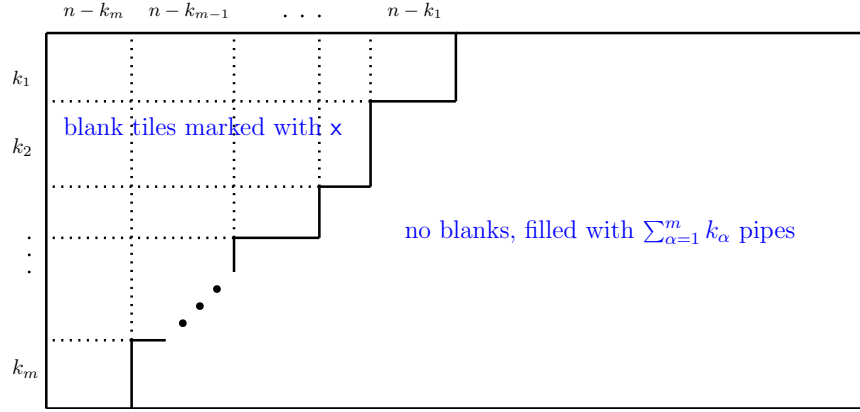 n − k_m n − k_{m−1} . . . n − k_1
k_1
blank tiles marked with x
k_2
no blanks, filled with ∑_{α=1}^{m} k_α pipes
⋮
k_m